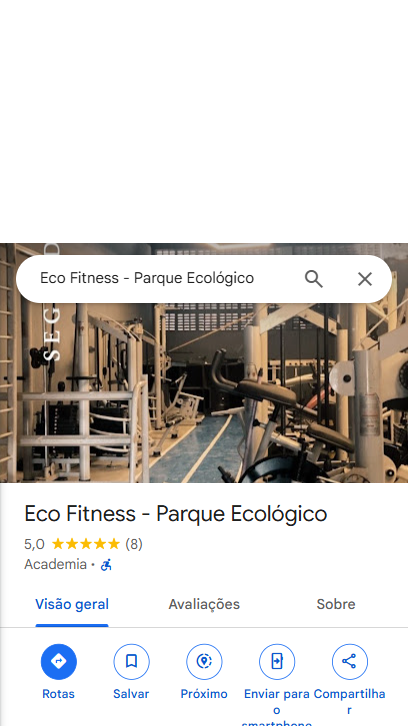 Eco Fitness - Parque Ecológico
SEG
Eco Fitness - Parque Ecológico
5,0 (8)
Academia ·
Visão geral
Avaliações
Sobre
Rotas
Salvar
Próximo
Enviar para o smartphone
Compartilhar